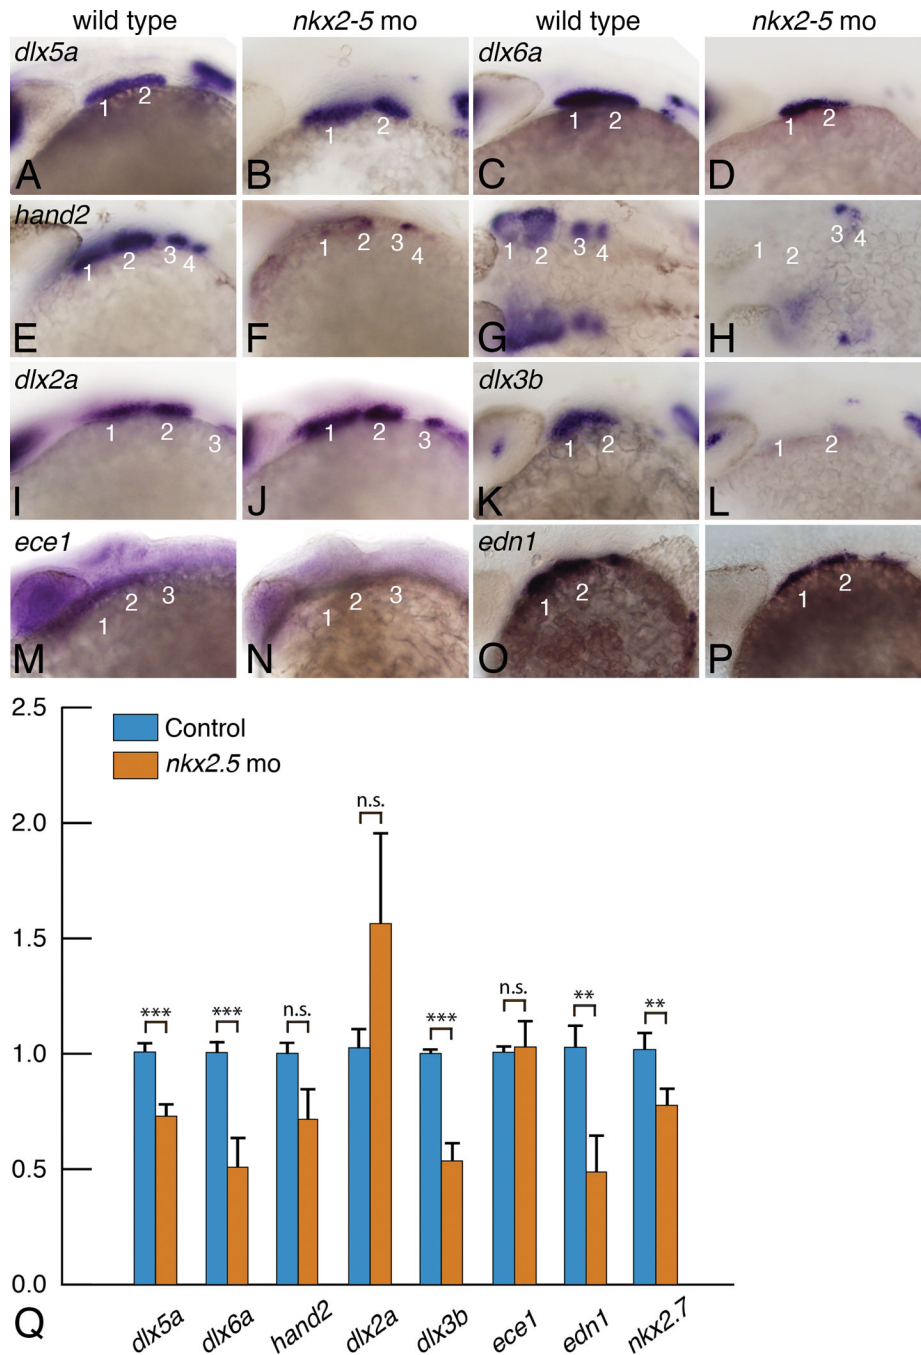 wild type nkx2-5 mo wild type nkx2-5 mo
dlx5a dlx6a
1 2 1 2 1 2 1 2
A B C D
hand2
1 2 3 4 1 2 3 4 1 2 3 4 1 2 3 4
E F G H
dlx2a dlx3b
1 2 3 1 2 3 1 2 1 2
I J K L
ece1 edn1
1 2 3 1 2 3 1 2 1 2
M N O P
2.5
Control
nkx2.5 mo
2.0
n.s.
1.5
*** *** n.s. *** n.s. ** **
1.0
0.5
0.0
Q
dlx5a dlx6a hand2 dlx2a dlx3b ece1 edn1 nkx2.7